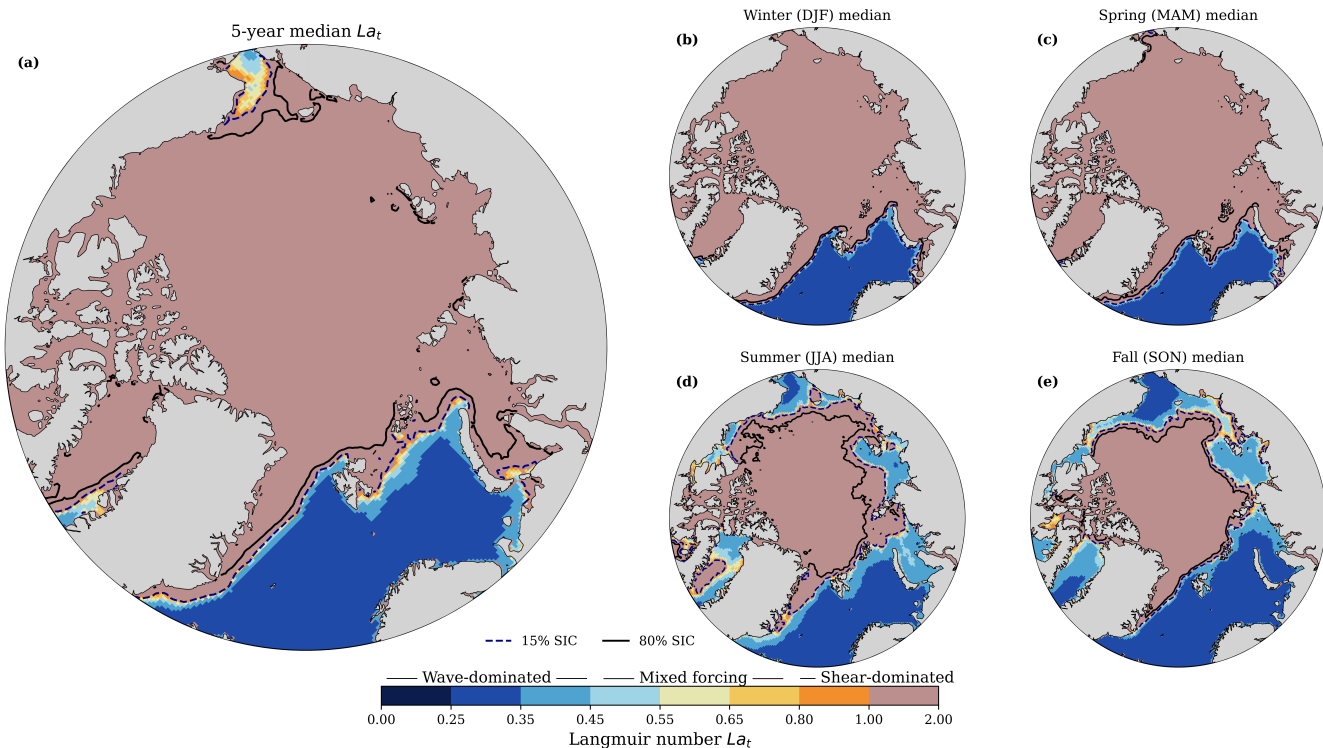 5-year median La_t
(a)
Winter (DJF) median
(b)
Spring (MAM) median
(c)
Summer (JJA) median
(d)
Fall (SON) median
(e)
15% SIC
80% SIC
Wave-dominated
Mixed forcing
Shear-dominated
0.00 0.25 0.35 0.45 0.55 0.65 0.80 1.00 2.00
Langmuir number La_t